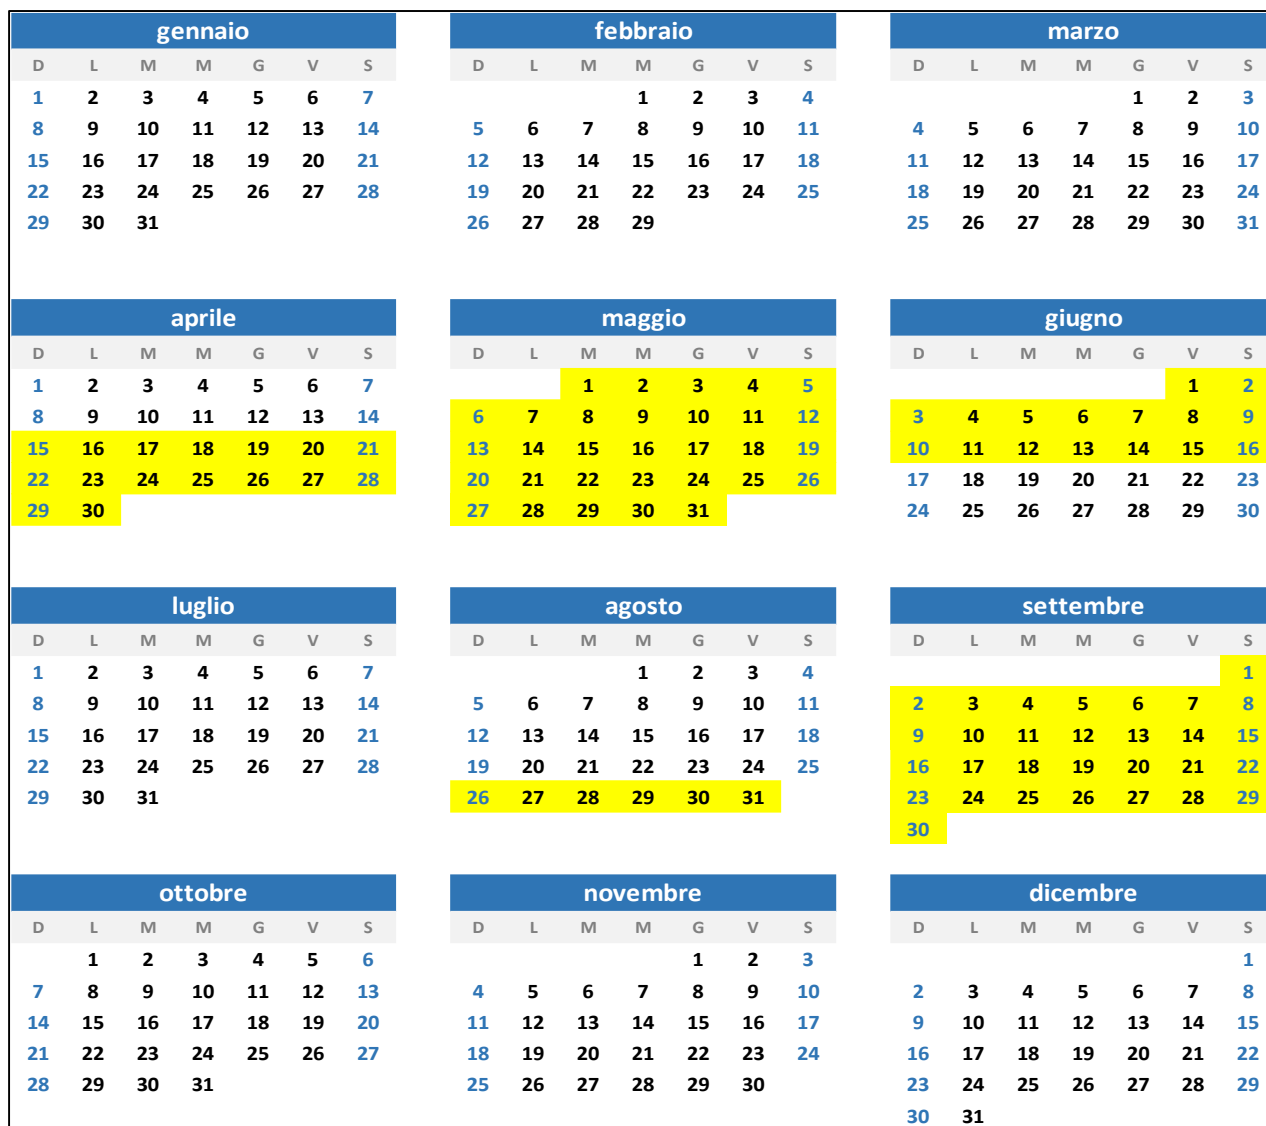 gennaio febbraio marzo
D L M M G V S D L M M G V S D L M M G V S
1 2 3 4 5 6 7 1 2 3 4 1 2 3
8 9 10 11 12 13 14 5 6 7 8 9 10 11 4 5 6 7 8 9 10
15 16 17 18 19 20 21 12 13 14 15 16 17 18 11 12 13 14 15 16 17
22 23 24 25 26 27 28 19 20 21 22 23 24 25 18 19 20 21 22 23 24
29 30 31 26 27 28 29 25 26 27 28 29 30 31
aprile maggio giugno
D L M M G V S D L M M G V S D L M M G V S
1 2 3 4 5 6 7 1 2 3 4 5 1 2
8 9 10 11 12 13 14 6 7 8 9 10 11 12 3 4 5 6 7 8 9
15 16 17 18 19 20 21 13 14 15 16 17 18 19 10 11 12 13 14 15 16
22 23 24 25 26 27 28 20 21 22 23 24 25 26 17 18 19 20 21 22 23
29 30 27 28 29 30 31 24 25 26 27 28 29 30
luglio agosto settembre
D L M M G V S D L M M G V S D L M M G V S
1 2 3 4 5 6 7 1 2 3 4 1
8 9 10 11 12 13 14 5 6 7 8 9 10 11 2 3 4 5 6 7 8
15 16 17 18 19 20 21 12 13 14 15 16 17 18 9 10 11 12 13 14 15
22 23 24 25 26 27 28 19 20 21 22 23 24 25 16 17 18 19 20 21 22
29 30 31 26 27 28 29 30 31 23 24 25 26 27 28 29
30
ottobre novembre dicembre
D L M M G V S D L M M G V S D L M M G V S
1 2 3 4 5 6 1 2 3 1
7 8 9 10 11 12 13 4 5 6 7 8 9 10 2 3 4 5 6 7 8
14 15 16 17 18 19 20 11 12 13 14 15 16 17 9 10 11 12 13 14 15
21 22 23 24 25 26 27 18 19 20 21 22 23 24 16 17 18 19 20 21 22
28 29 30 31 25 26 27 28 29 30 23 24 25 26 27 28 29
30 31